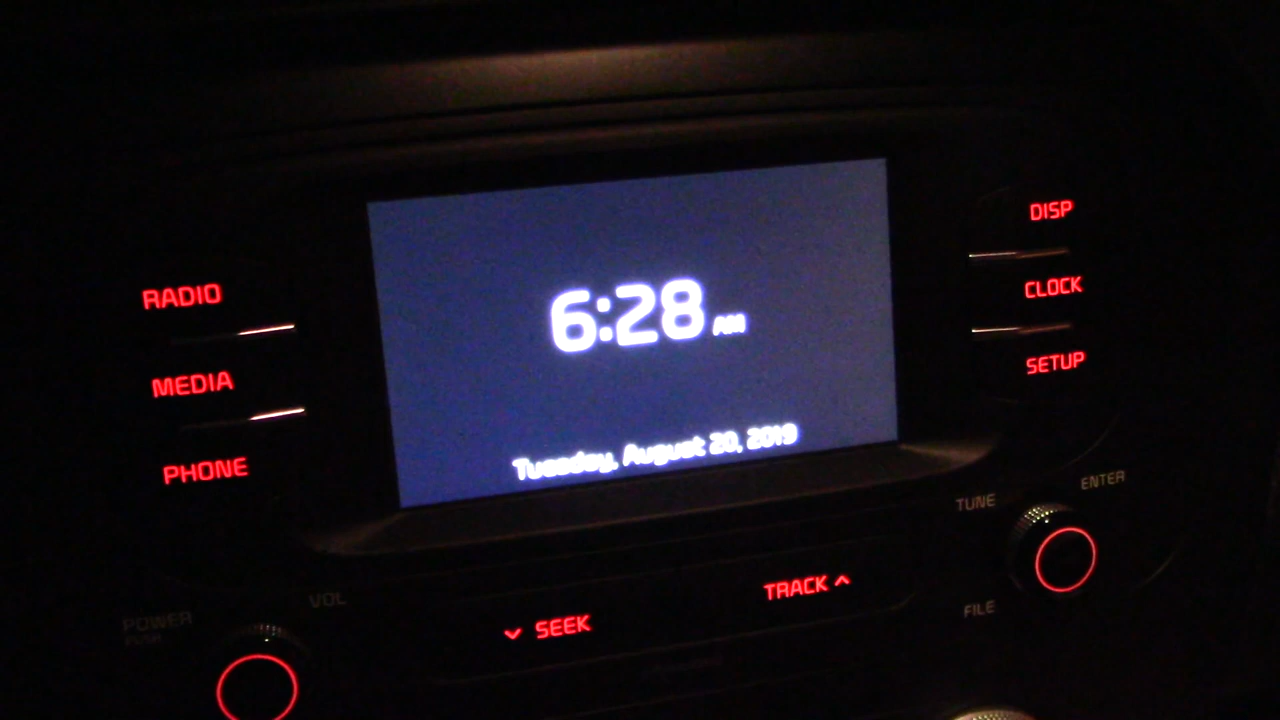 DISP
RADIO
CLOCK
6:28 AM
MEDIA
SETUP
PHONE
Tuesday, August 20, 2019
TUNE
ENTER
VOL
TRACK
FILE
POWER
Push
SEEK